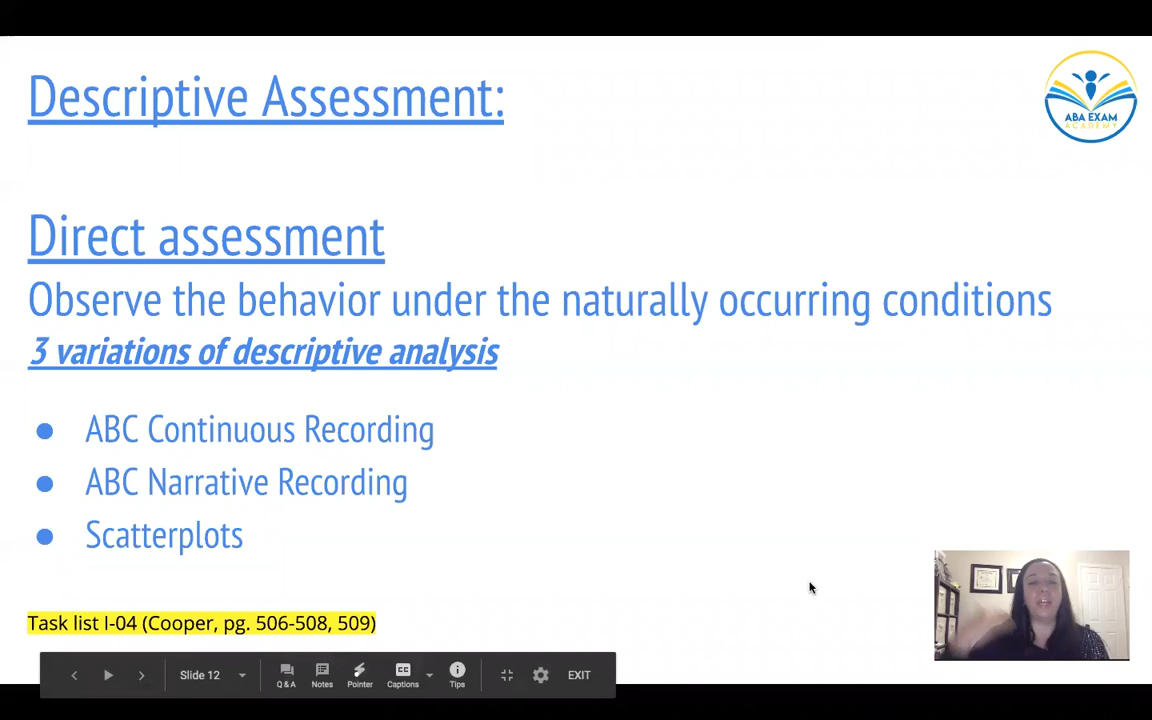 Descriptive Assessment:
ABA EXAM
ACADEMY
Direct assessment
Observe the behavior under the naturally occurring conditions
3 variations of descriptive analysis
● ABC Continuous Recording
● ABC Narrative Recording
● Scatterplots
Task list I-04 (Cooper, pg. 506-508, 509)
Slide 12
Q & A
Notes
Pointer
CC
Captions
Tips
EXIT